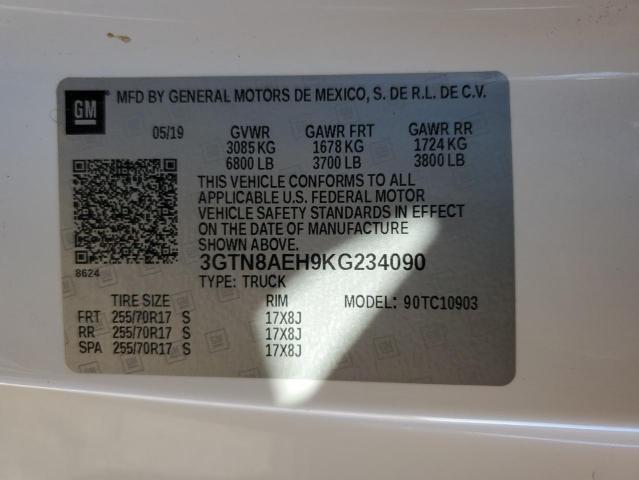 GM MFD BY GENERAL MOTORS DE MEXICO, S. DE R.L. DE C.V.
05/19 GVWR GAWR FRT GAWR RR
3085 KG 1678 KG 1724 KG
6800 LB 3700 LB 3800 LB
THIS VEHICLE CONFORMS TO ALL
APPLICABLE U.S. FEDERAL MOTOR
VEHICLE SAFETY STANDARDS IN EFFECT
ON THE DATE OF MANUFACTURE
SHOWN ABOVE.
8624
3GTN8AEH9KG234090
TYPE: TRUCK
TIRE SIZE RIM MODEL: 90TC10903
FRT 255/70R17 S 17X8J
RR 255/70R17 S 17X8J
SPA 255/70R17 S 17X8J